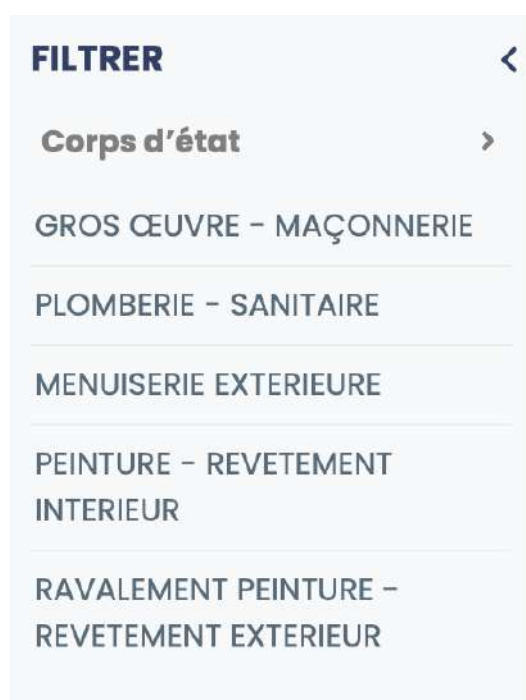 FILTRER
Corps d’état
GROS ŒUVRE - MAÇONNERIE
PLOMBERIE - SANITAIRE
MENUISERIE EXTERIEURE
PEINTURE - REVETEMENT
INTERIEUR
RAVALEMENT PEINTURE -
REVETEMENT EXTERIEUR